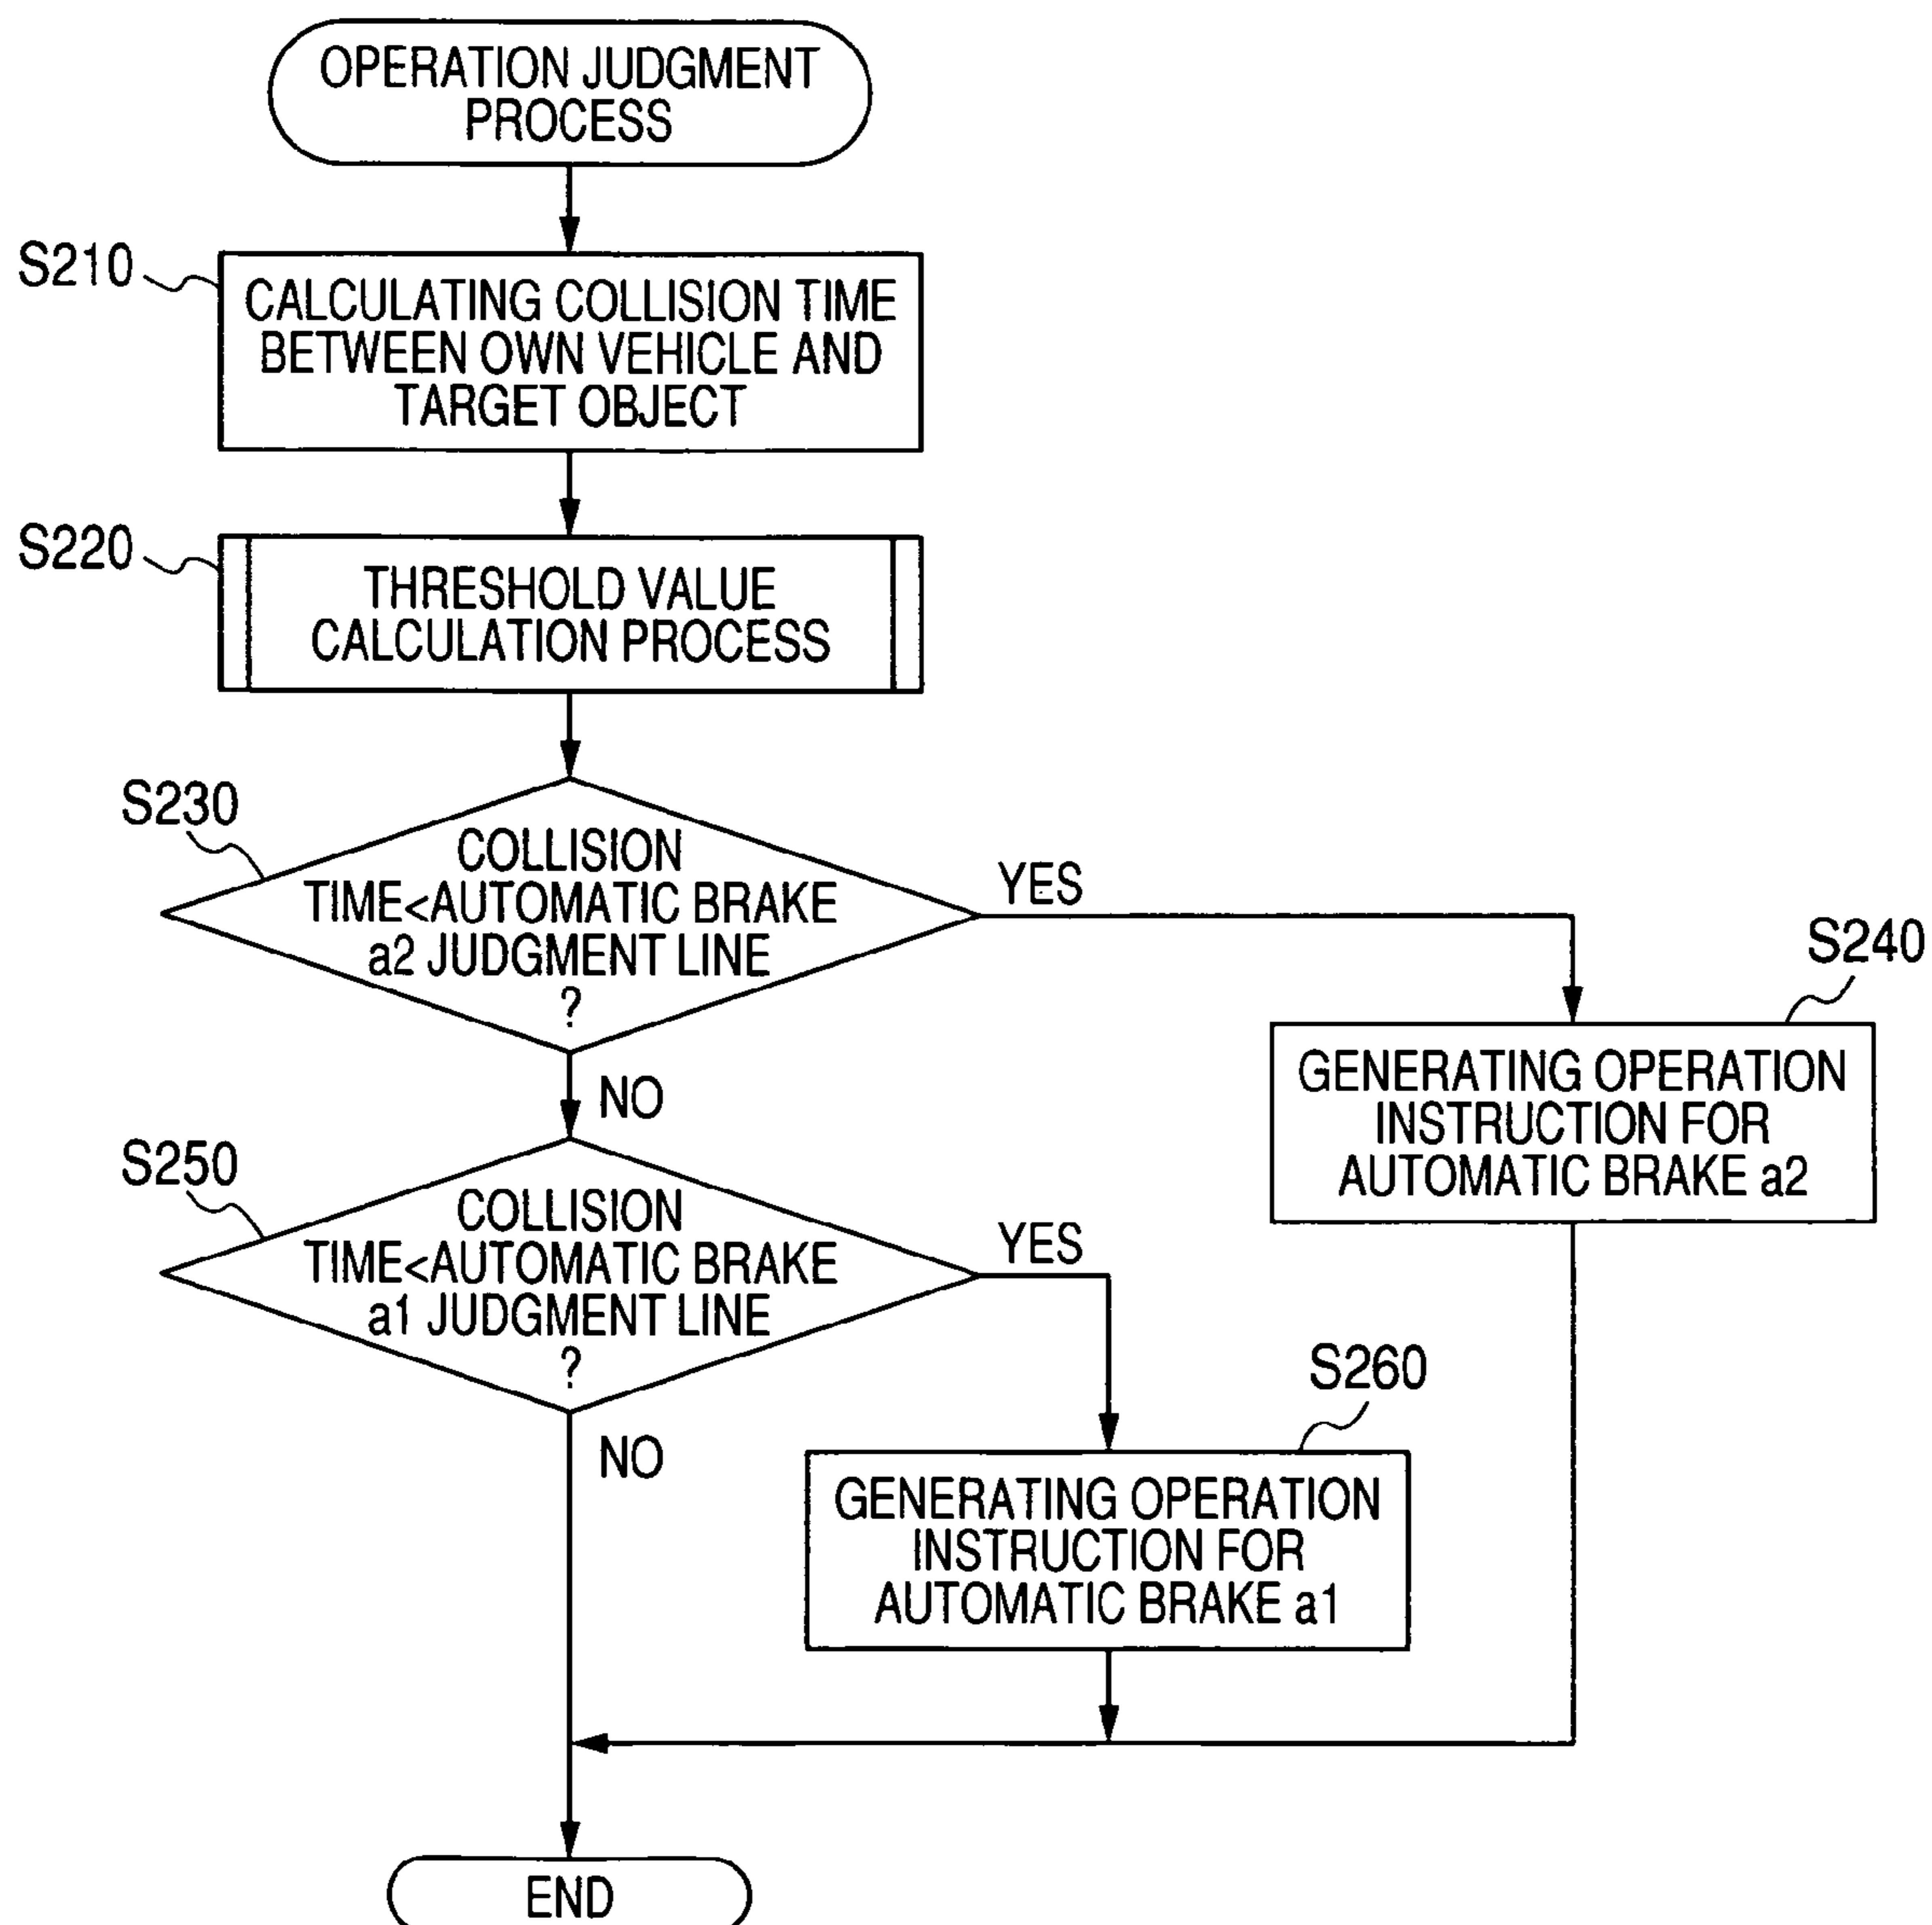 OPERATION JUDGMENT
PROCESS
S210
CALCULATING COLLISION TIME
BETWEEN OWN VEHICLE AND
TARGET OBJECT
S220
THRESHOLD VALUE
CALCULATION PROCESS
S230
COLLISION
TIME<AUTOMATIC BRAKE
a2 JUDGMENT LINE
?
YES
NO
S240
GENERATING OPERATION
INSTRUCTION FOR
AUTOMATIC BRAKE a2
S250
COLLISION
TIME<AUTOMATIC BRAKE
a1 JUDGMENT LINE
?
YES
NO
S260
GENERATING OPERATION
INSTRUCTION FOR
AUTOMATIC BRAKE a1
END